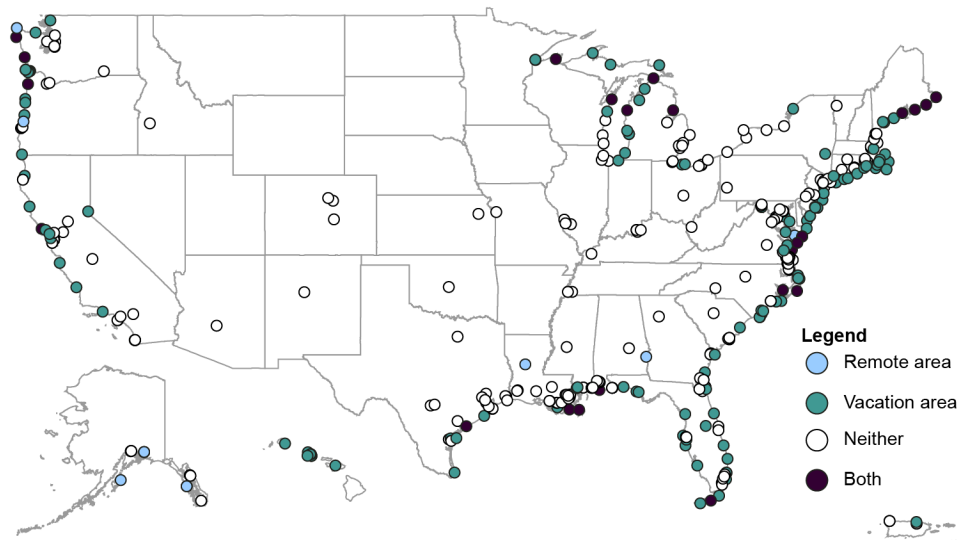 Legend
Remote area
Vacation area
Neither
Both